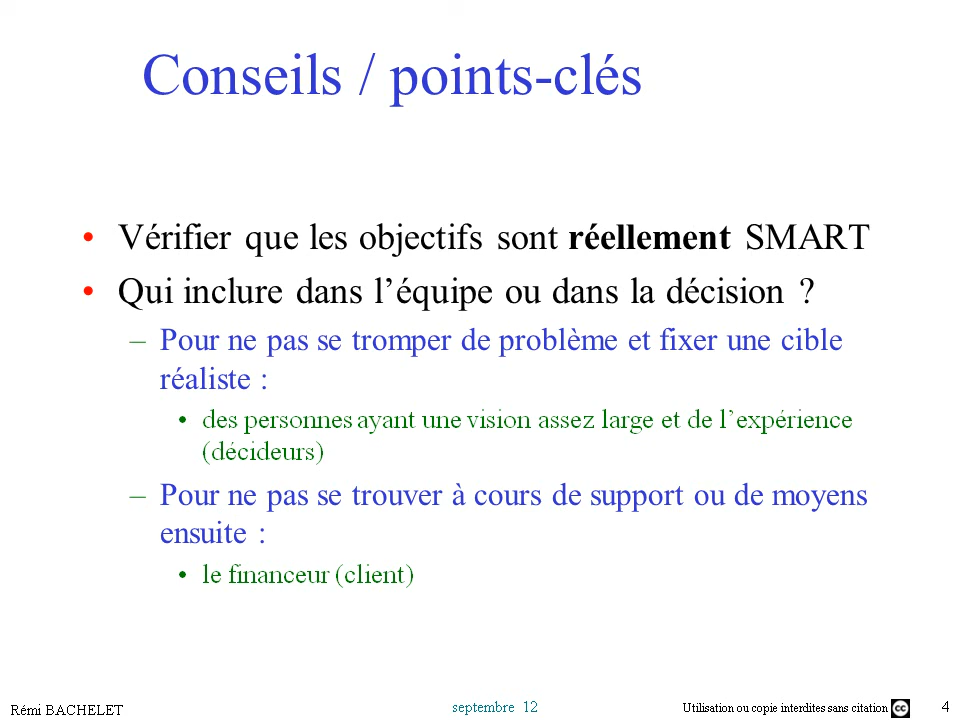 Conseils / points-clés
• Vérifier que les objectifs sont réellement SMART
• Qui inclure dans l’équipe ou dans la décision ?
– Pour ne pas se tromper de problème et fixer une cible
réaliste :
• des personnes ayant une vision assez large et de l’expérience
(décideurs)
– Pour ne pas se trouver à cours de support ou de moyens
ensuite :
• le financeur (client)
Rémi BACHELET
septembre 12
Utilisation ou copie interdites sans citation cc
4